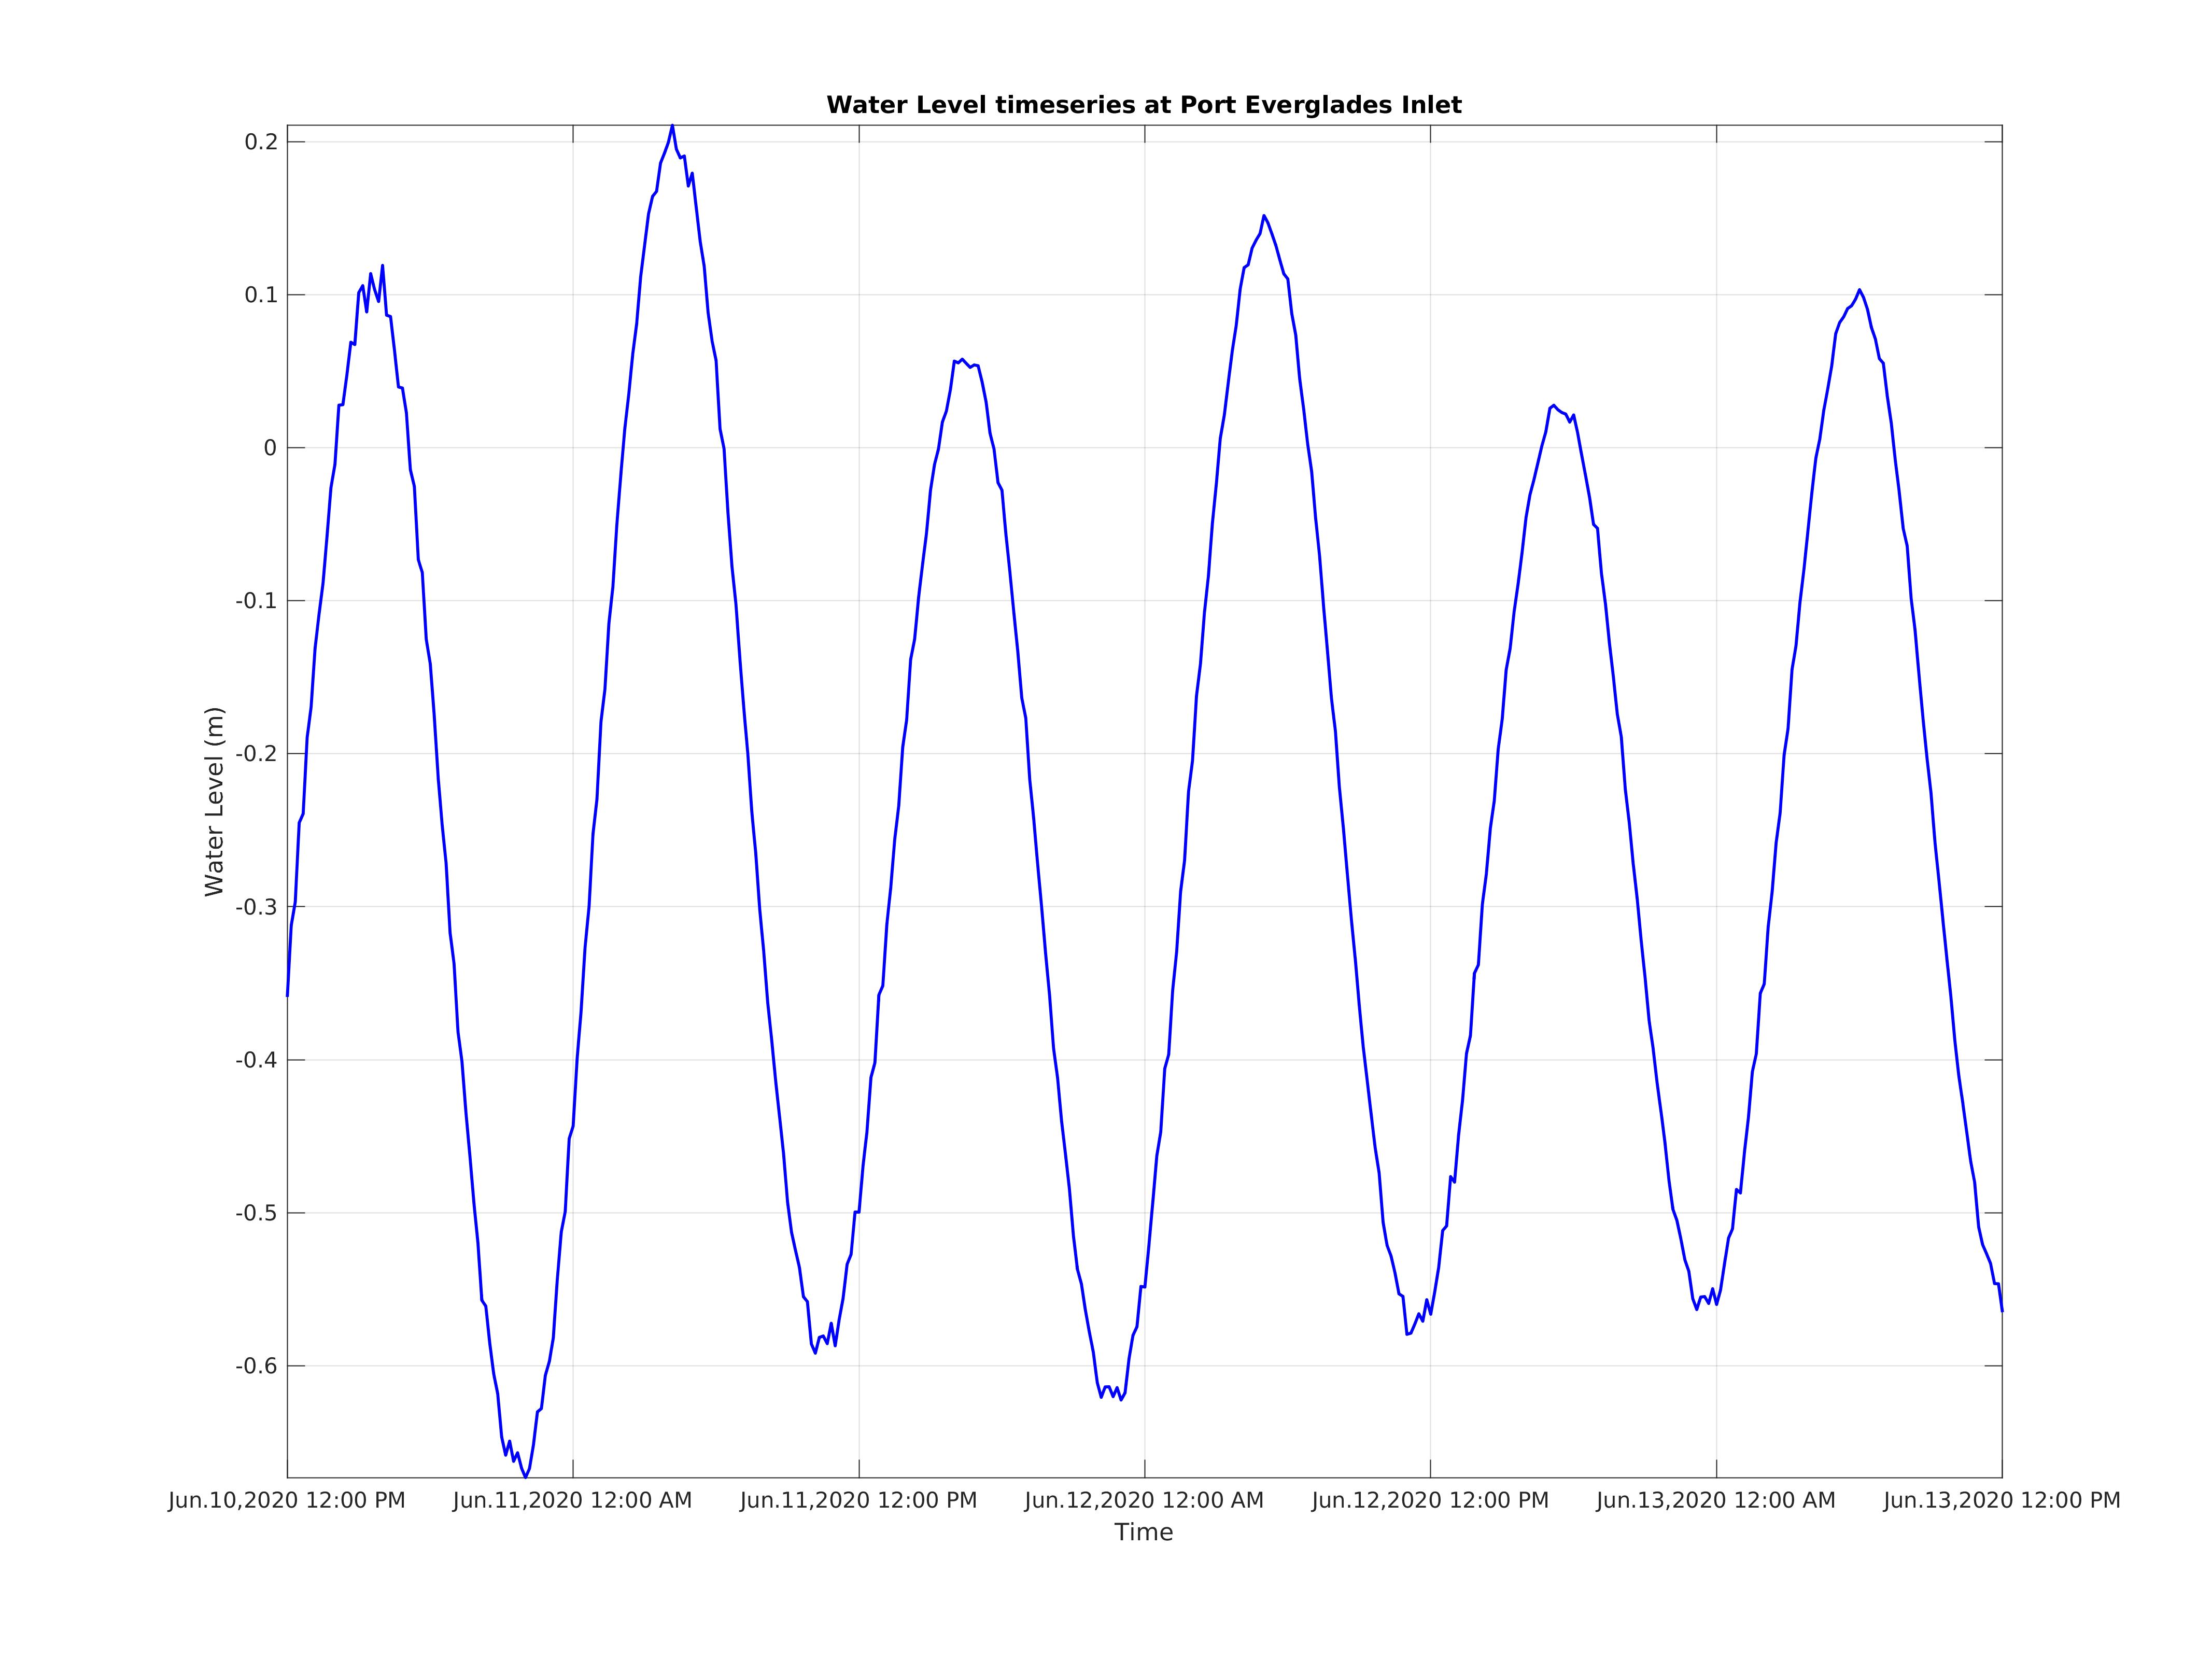 Water Level timeseries at Port Everglades Inlet
0.2
0.1
0
-0.1
-0.2
-0.3
-0.4
-0.5
-0.6
Water Level (m)
Jun.10,2020 12:00 PM Jun.11,2020 12:00 AM Jun.11,2020 12:00 PM Jun.12,2020 12:00 AM Jun.12,2020 12:00 PM Jun.13,2020 12:00 AM Jun.13,2020 12:00 PM
Time